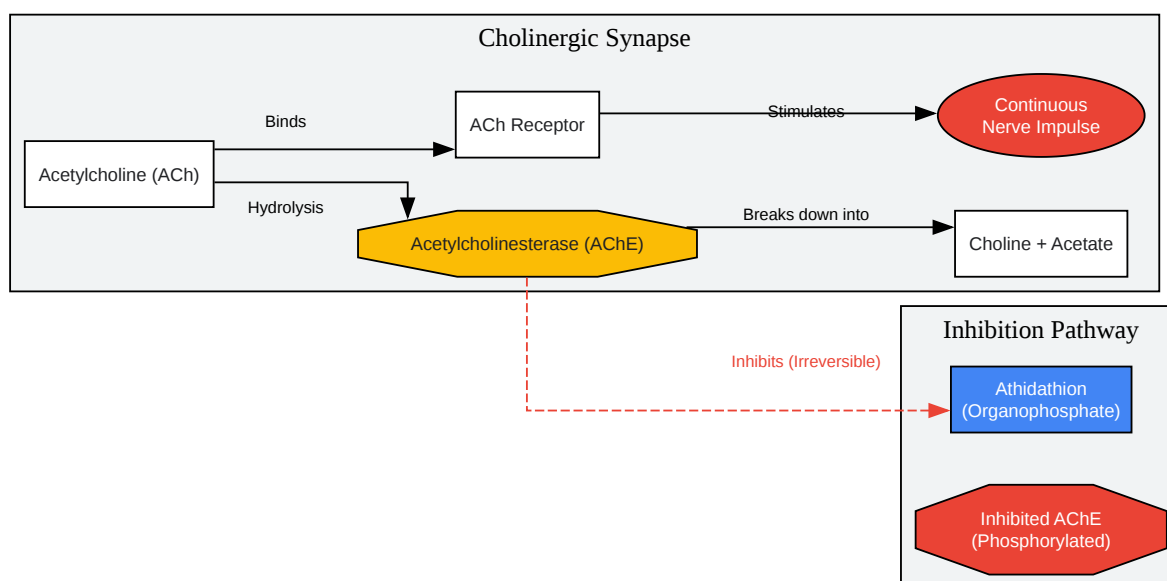 Cholinergic Synapse
Binds
ACh Receptor
Stimulates
Continuous
Nerve Impulse
Acetylcholine (ACh)
Hydrolysis
Acetylcholinesterase (AChE)
Breaks down into
Choline + Acetate
Inhibition Pathway
Inhibits (Irreversible)
Athidathion
(Organophosphate)
Inhibited AChE
(Phosphorylated)